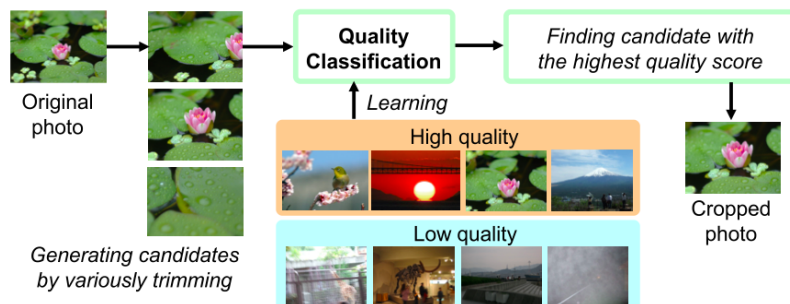 Original
photo
Generating candidates
by variously trimming
Quality
Classification
Learning
High quality
Low quality
Finding candidate with
the highest quality score
Cropped
photo